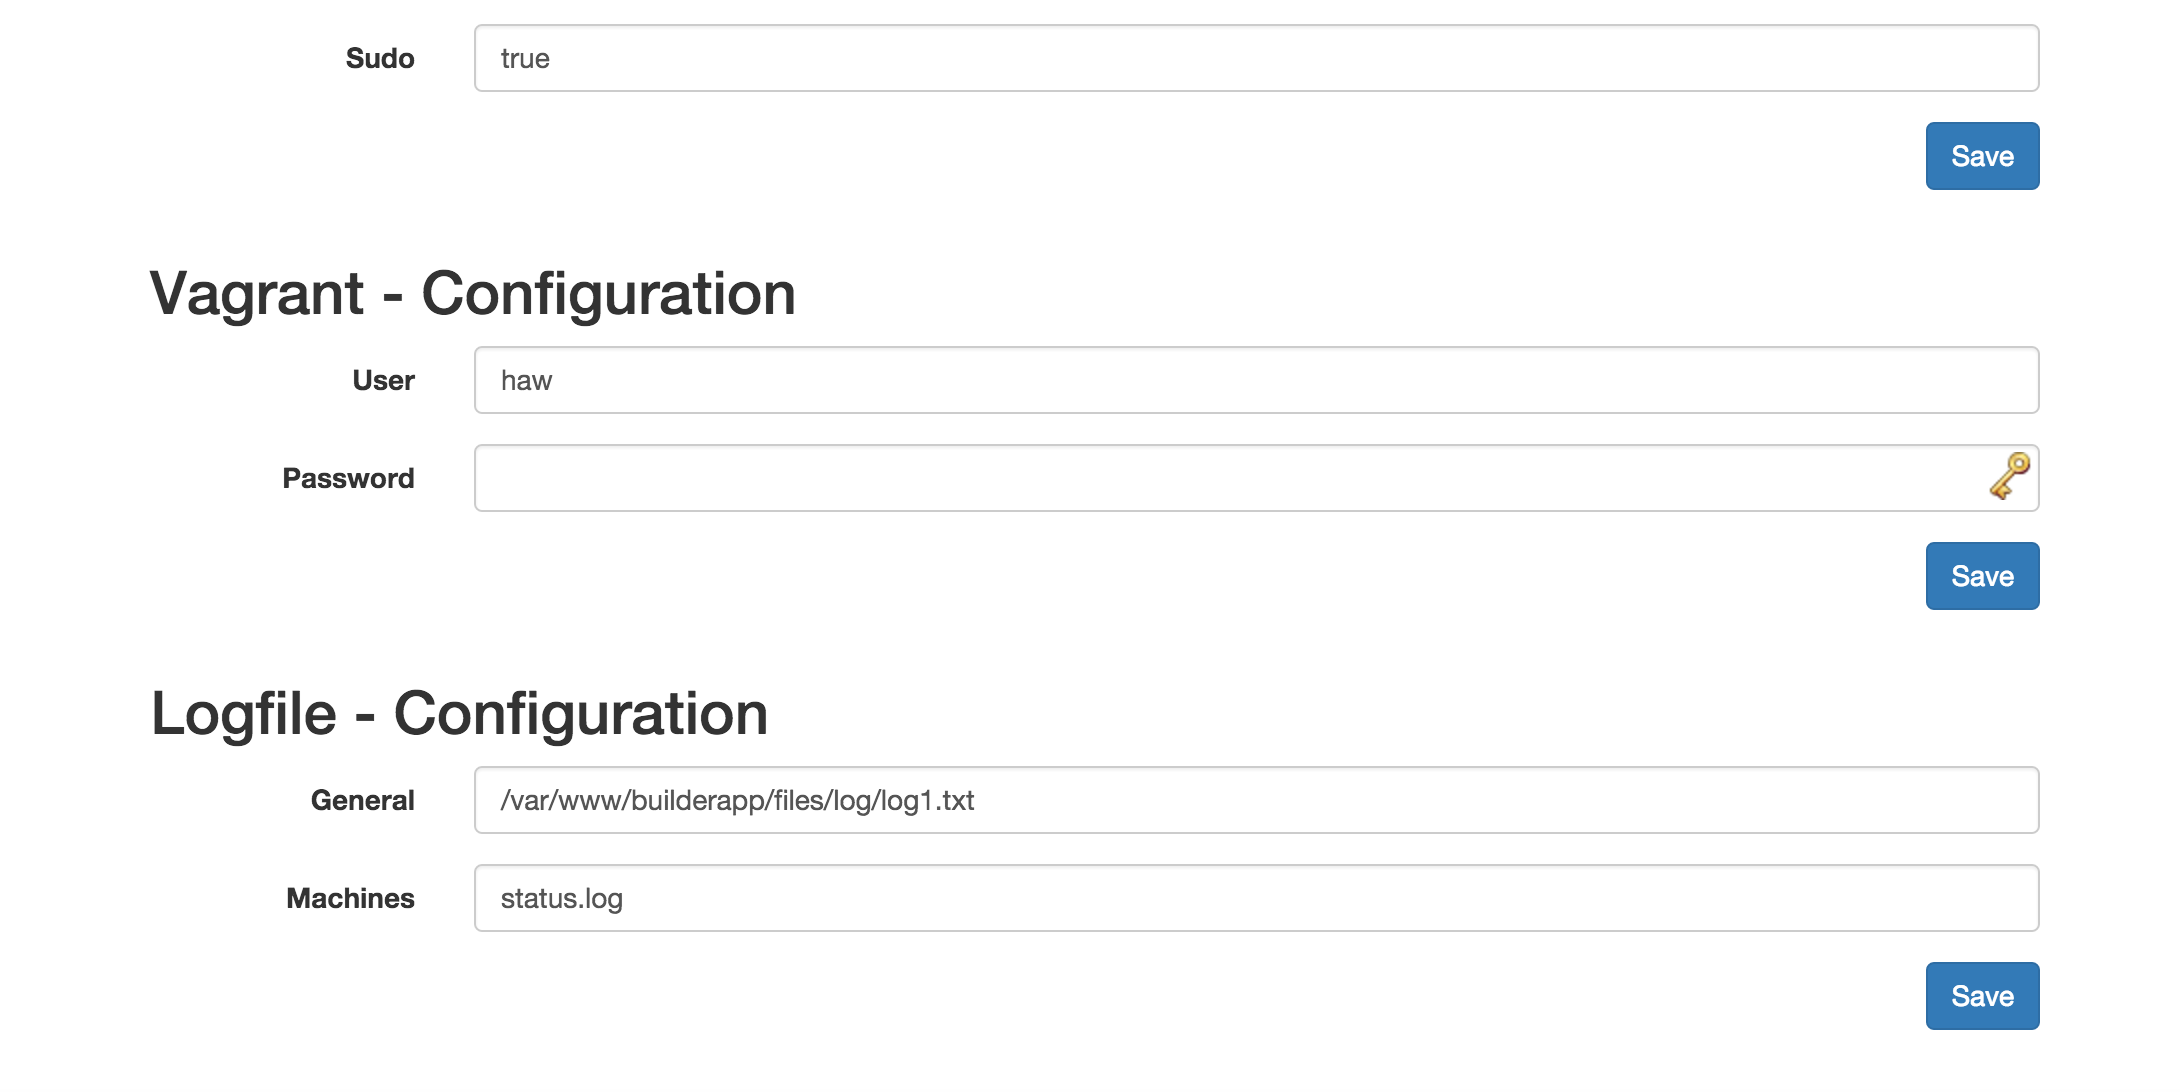 Sudo true
Save
Vagrant - Configuration
User haw
Password
Save
Logfile - Configuration
General /var/www/builderapp/files/log/log1.txt
Machines status.log
Save